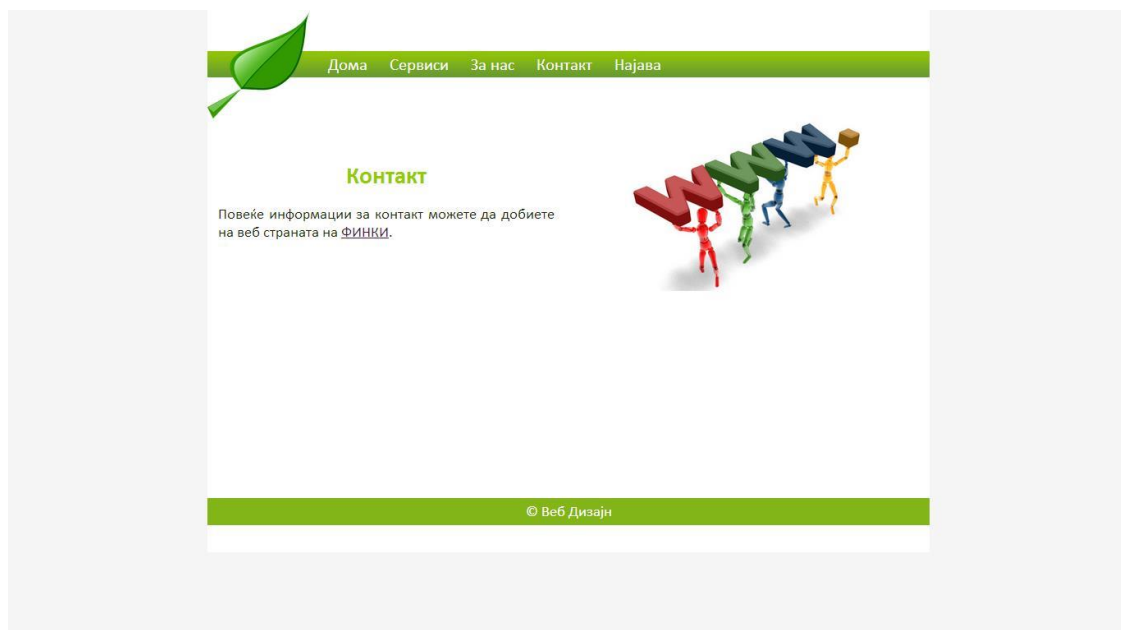 Дома Сервиси За нас Контакт Најава
WWW
Контакт
Повеќе информации за контакт можете да добиете
на веб страната на ФИНКИ.
© Веб Дизајн